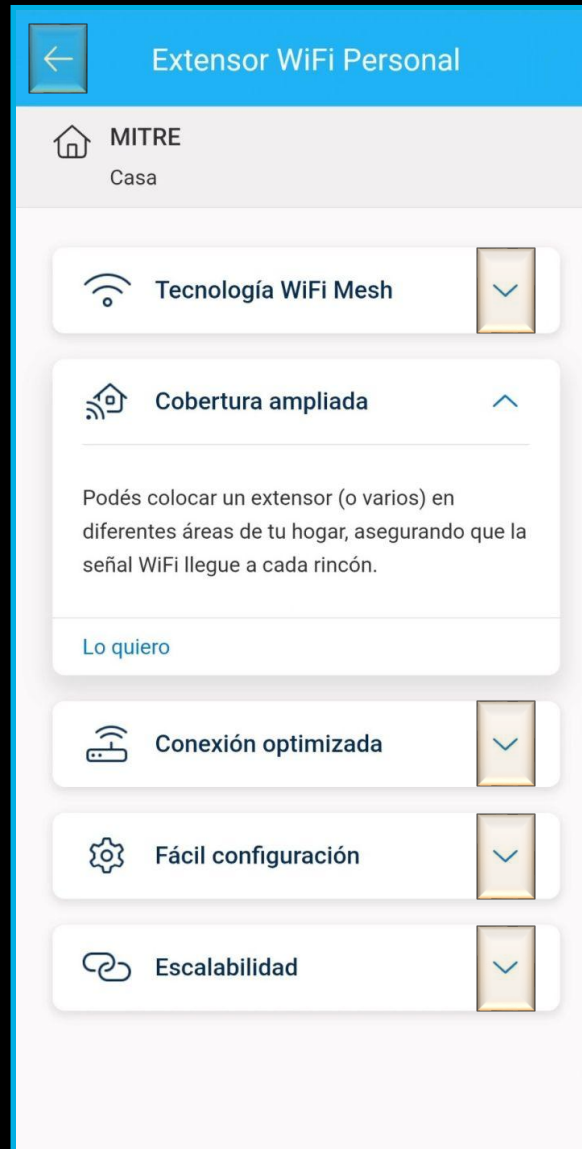 Extensor WiFi Personal
MITRE
Casa
Tecnología WiFi Mesh
Cobertura ampliada
Podés colocar un extensor (o varios) en
diferentes áreas de tu hogar, asegurando que la
señal WiFi llegue a cada rincón.
Lo quiero
Conexión optimizada
Fácil configuración
Escalabilidad